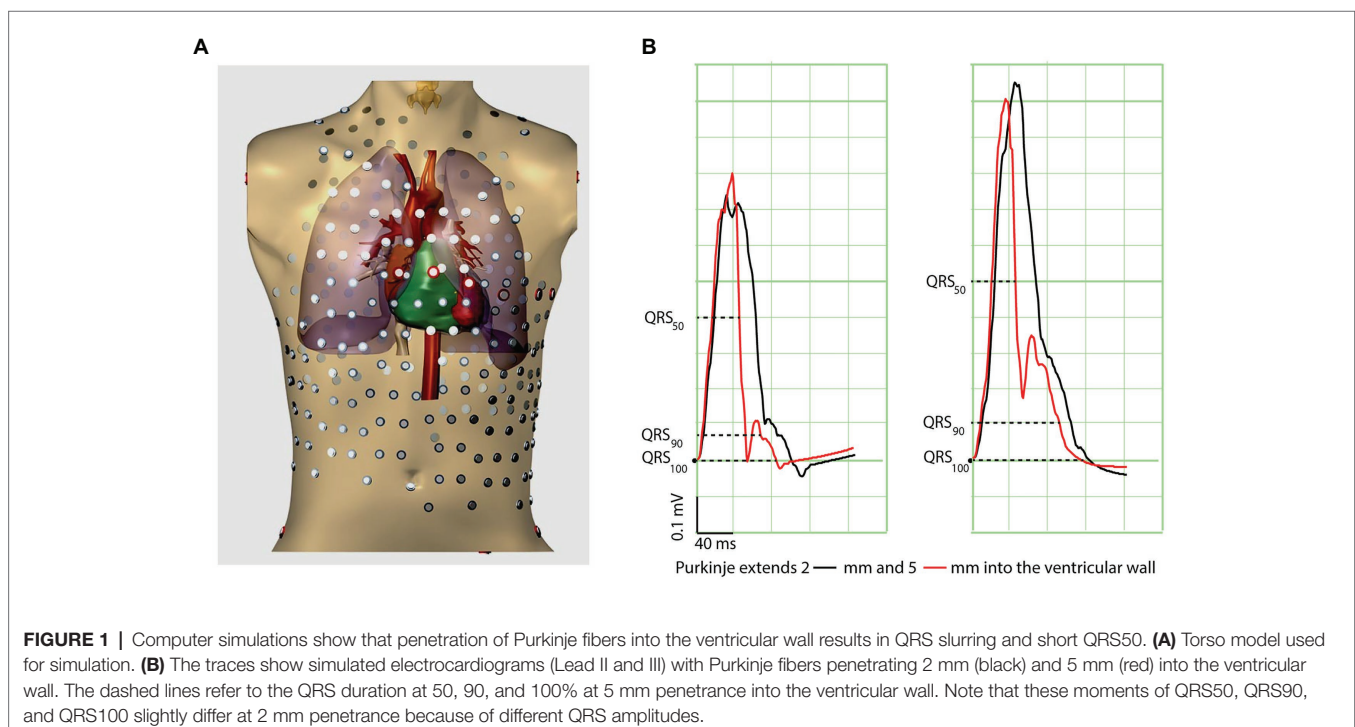 A
B
QRS50
QRS90
QRS100
0.1 mV
40 ms
QRS50
QRS90
QRS100
Purkinje extends 2 mm and 5 mm into the ventricular wall
FIGURE 1 | Computer simulations show that penetration of Purkinje fibers into the ventricular wall results in QRS slurring and short QRS50. (A) Torso model used
for simulation. (B) The traces show simulated electrocardiograms (Lead II and III) with Purkinje fibers penetrating 2 mm (black) and 5 mm (red) into the ventricular
wall. The dashed lines refer to the QRS duration at 50, 90, and 100% at 5 mm penetrance into the ventricular wall. Note that these moments of QRS50, QRS90,
and QRS100 slightly differ at 2 mm penetrance because of different QRS amplitudes.